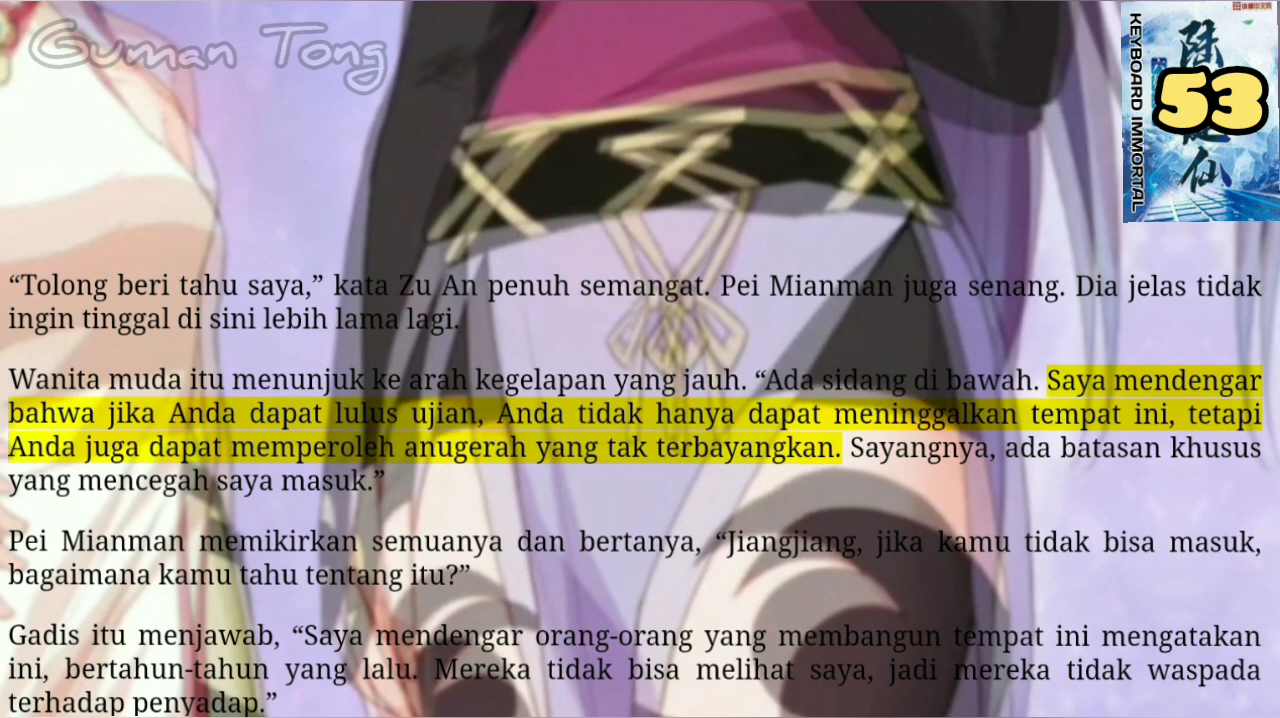 Guman Tong
KEYBOARD IMMORTAL
53
“Tolong beri tahu saya,” kata Zu An penuh semangat. Pei Mianman juga senang. Dia jelas tidak
ingin tinggal di sini lebih lama lagi.
Wanita muda itu menunjuk ke arah kegelapan yang jauh. “Ada sidang di bawah. Saya mendengar
bahwa jika Anda dapat lulus ujian, Anda tidak hanya dapat meninggalkan tempat ini, tetapi
Anda juga dapat memperoleh anugerah yang tak terbayangkan. Sayangnya, ada batasan khusus
yang mencegah saya masuk.”
Pei Mianman memikirkan semuanya dan bertanya, “Jiangjiang, jika kamu tidak bisa masuk,
bagaimana kamu tahu tentang itu?”
Gadis itu menjawab, “Saya mendengar orang-orang yang membangun tempat ini mengatakan
ini, bertahun-tahun yang lalu. Mereka tidak bisa melihat saya, jadi mereka tidak waspada
terhadap penyadap.”